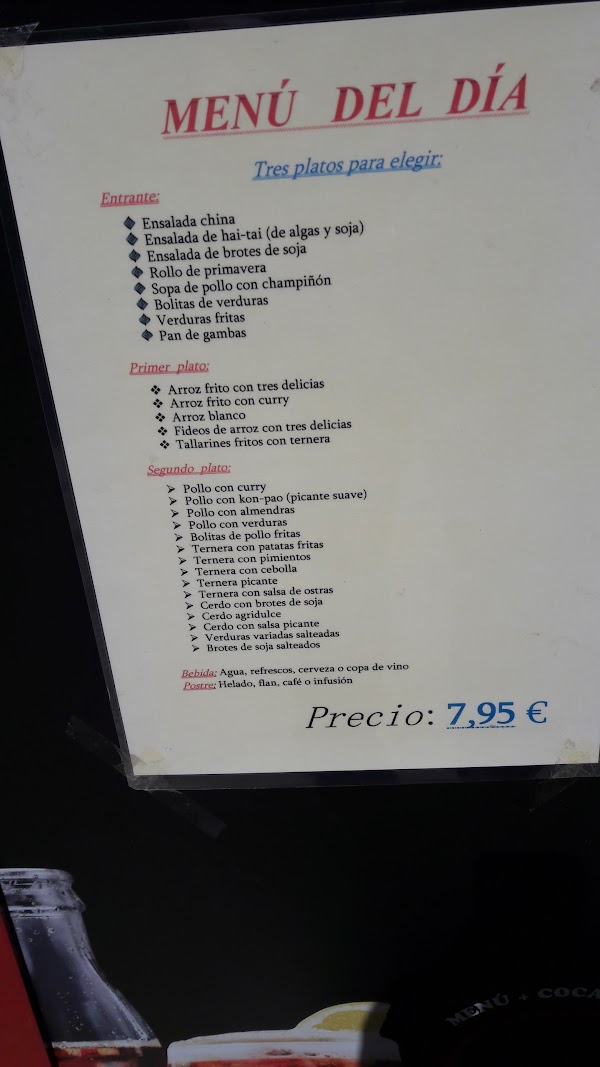 MENÚ DEL DÍA
Tres platos para elegir:
Entrante:
Ensalada china
Ensalada de hai-tai (de algas y soja)
Ensalada de brotes de soja
Rollo de primavera
Sopa de pollo con champiñón
Bolitas de verduras
Verduras fritas
Pan de gambas
Primer plato:
Arroz frito con tres delicias
Arroz frito con curry
Arroz blanco
Fideos de arroz con tres delicias
Tallarines fritos con ternera
Segundo plato:
Pollo con curry
Pollo con kon-pao (picante suave)
Pollo con almendras
Pollo con verduras
Bolitas de pollo fritas
Ternera con patatas fritas
Ternera con pimientos
Ternera con cebolla
Ternera picante
Ternera con salsa de ostras
Cerdo con brotes de soja
Cerdo agridulce
Cerdo con salsa picante
Verduras variadas salteadas
Brotes de soja salteados
Bebida: Agua, refrescos, cerveza o copa de vino
Postre: Helado, flan, café o infusión
Precio: 7,95 €
MENÚ + COCA